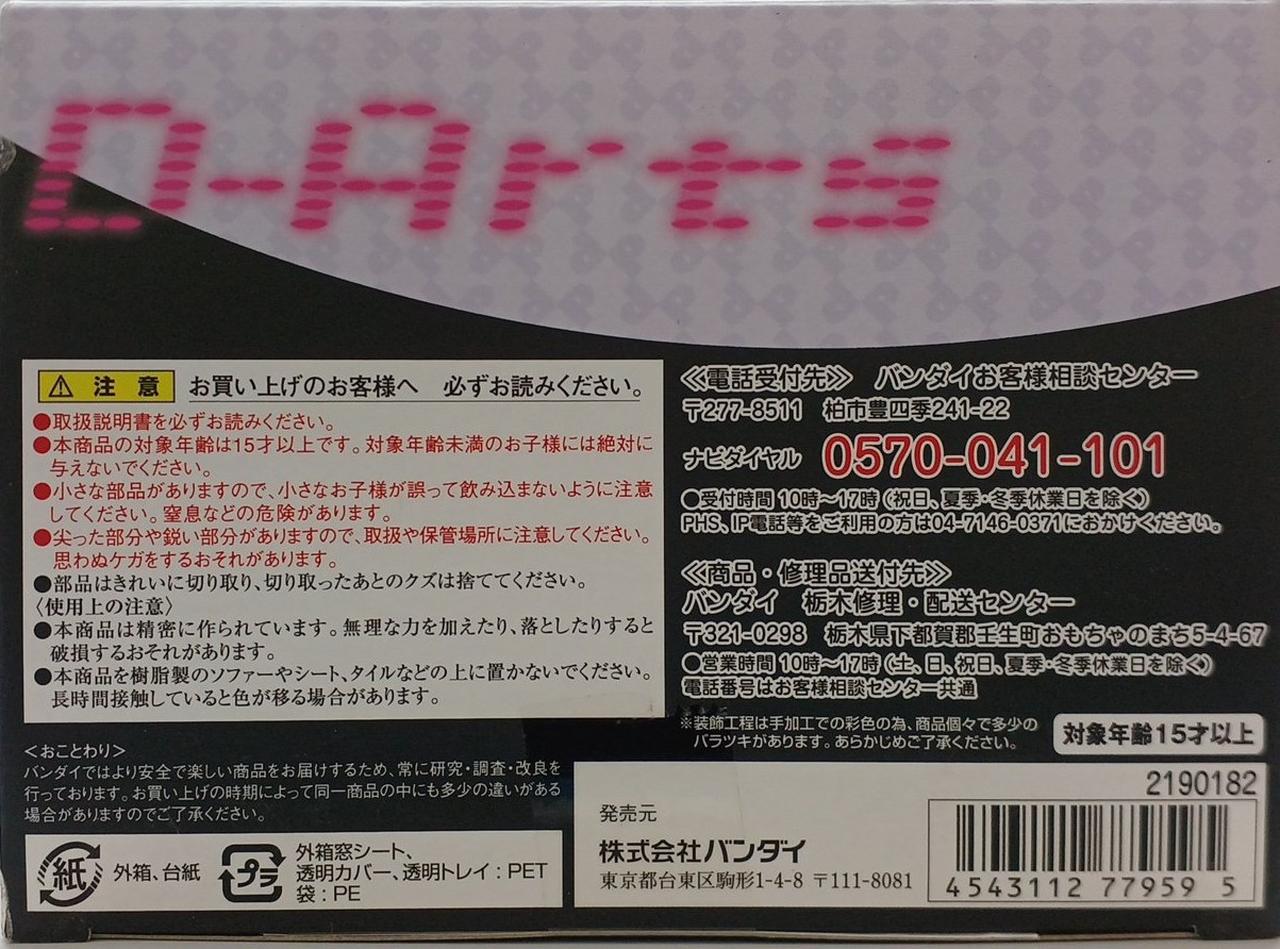 D-Arts
⚠ 注 意 お買い上げのお客様へ 必ずお読みください。
●取扱説明書を必ずお読みください。
●本商品の対象年齢は15才以上です。対象年齢未満のお子様には絶対に
与えないでください。
●小さな部品がありますので、小さなお子様が誤って飲み込まないように注意
してください。窒息などの危険があります。
●尖った部分や鋭い部分がありますので、取扱や保管場所に注意してください。
思わぬケガをするおそれがあります。
●部品はきれいに切り取り、切り取ったあとのクズは捨ててください。
〈使用上の注意〉
●本商品は精密に作られています。無理な力を加えたり、落としたりすると
破損するおそれがあります。
●本商品を樹脂製のソファーやシート、タイルなどの上に置かないでください。
長時間接触していると色が移る場合があります。
<おことわり>
バンダイではより安全で楽しい商品をお届けするため、常に研究・調査・改良を
行っております。お買い上げの時期によって同一商品の中にも多少の違いがある
場合がありますのでご了承ください。
紙 外箱、台紙
プラ 外箱窓シート、
透明カバー、透明トレイ：PET
袋：PE
≪電話受付先≫ バンダイお客様相談センター
〒277-8511 柏市豊四季241-22
ナビダイヤル 0570-041-101
●受付時間 10時～17時（祝日、夏季・冬季休業日を除く）
PHS、IP電話等をご利用の方は04-7146-0371におかけください。
≪商品・修理品送付先≫
バンダイ 栃木修理・配送センター
〒321-0298 栃木県下都賀郡壬生町おもちゃのまち5-4-67
●営業時間 10時～17時（土、日、祝日、夏季・冬季休業日を除く）
電話番号はお客様相談センター共通
※装飾工程は手加工での彩色の為、商品個々で多少の
バラツキがあります。あらかじめご了承ください。
対象年齢15才以上
2190182
発売元
株式会社バンダイ
東京都台東区駒形1-4-8 〒111-8081
4543112 77959 5